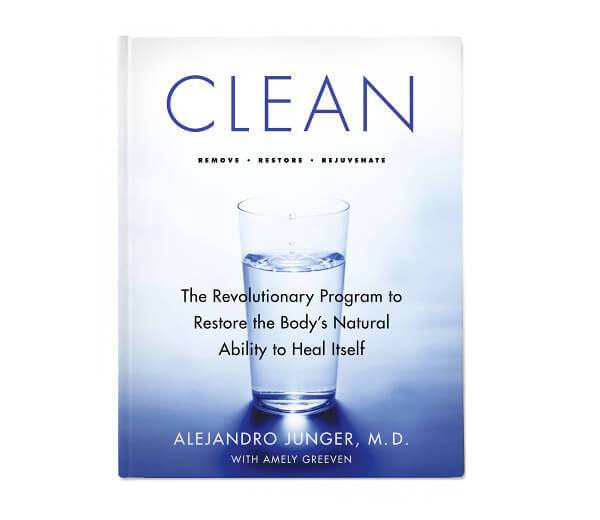 CLEAN
REMOVE • RESTORE • REJUVENATE
The Revolutionary Program to
Restore the Body's Natural
Ability to Heal Itself
ALEJANDRO JUNGER, M.D.
WITH AMELY GREEVEN